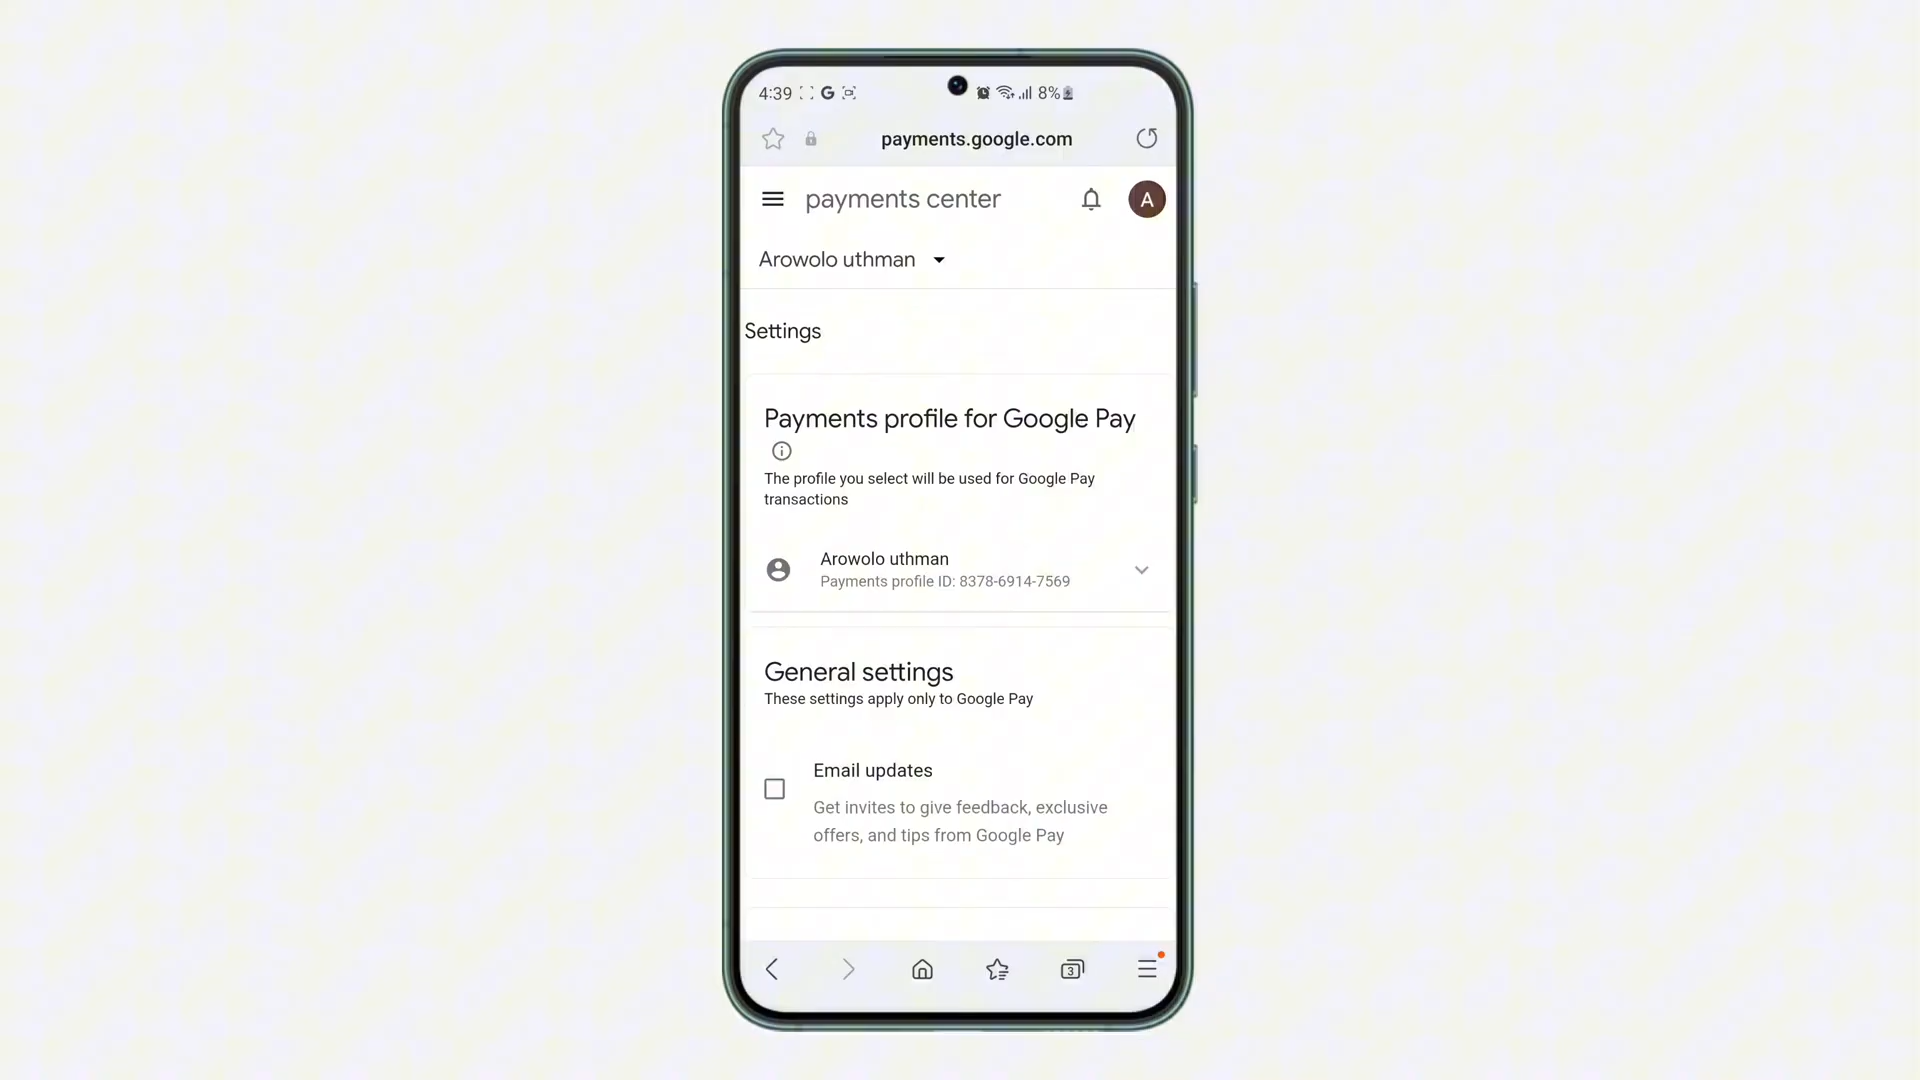 4:39 G 8%
payments.google.com
payments center A
Arowolo uthman
Settings
Payments profile for Google Pay
The profile you select will be used for Google Pay
transactions
Arowolo uthman
Payments profile ID: 8378-6914-7569
General settings
These settings apply only to Google Pay
Email updates
Get invites to give feedback, exclusive
offers, and tips from Google Pay
3